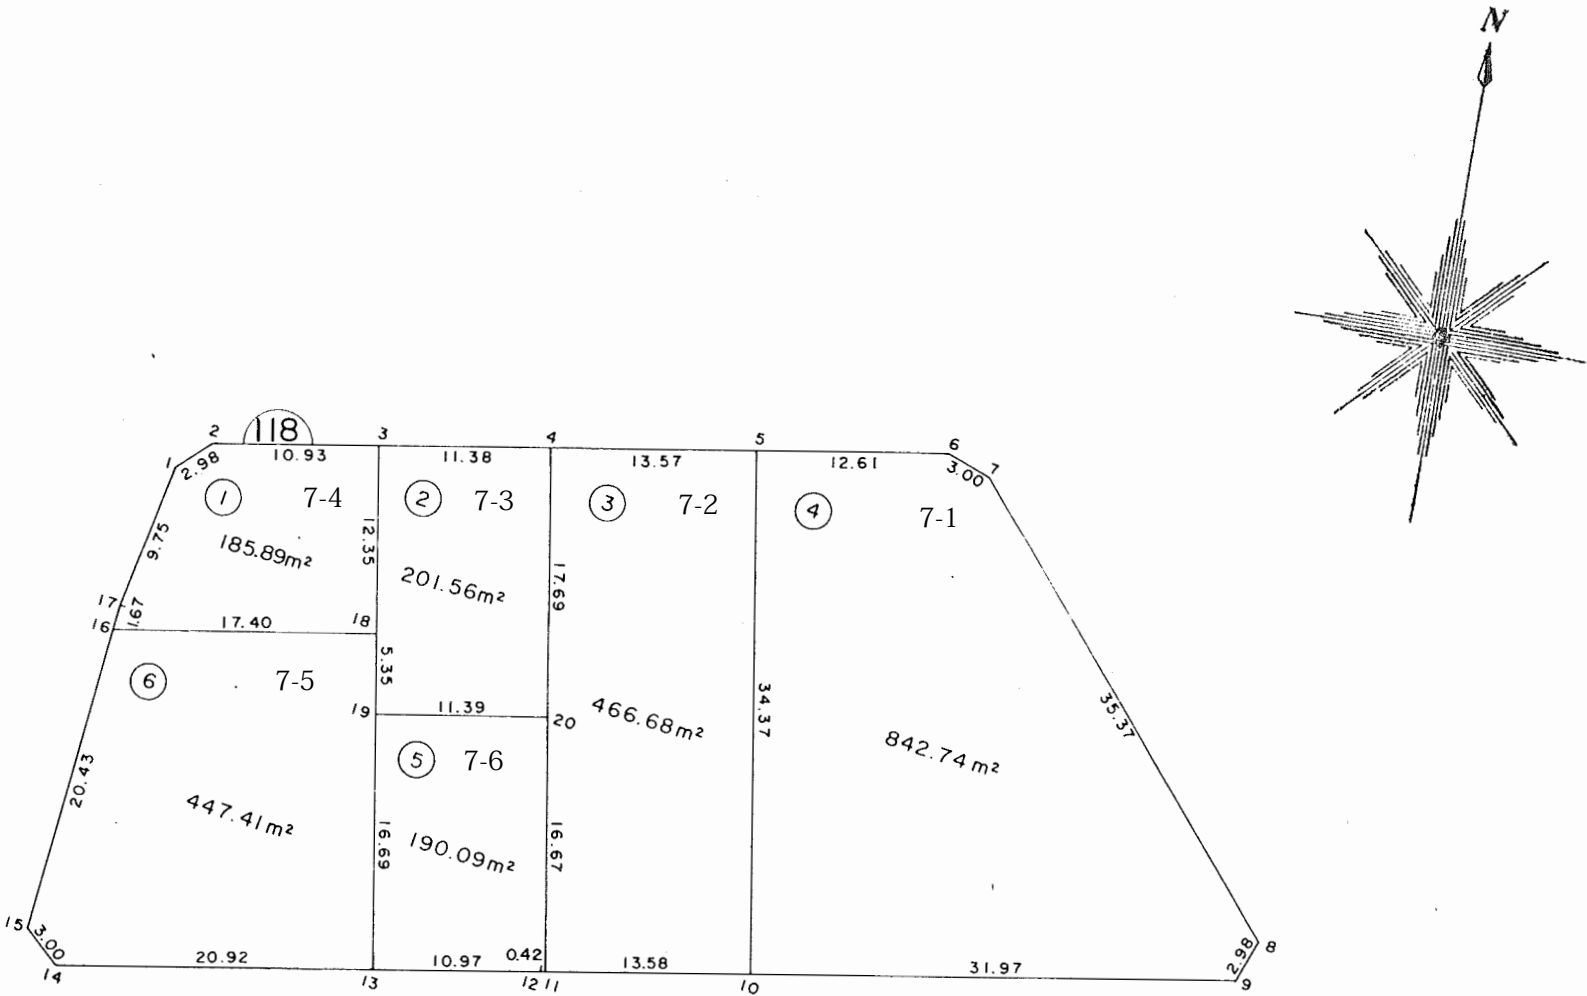 N
2 118 3 4 5 6
1 2.98 10.93 11.38 13.57 12.61 3.00 7
1 7-4 2 7-3 3 7-2 4 7-1
9.75 185.89m² 12.35 201.56m² 17.69
17 1.67
16 17.40 18
6 7-5 5.35 466.68m² 34.37 35.37
19 11.39 20
5 7-6 842.74m²
20.43 447.41m² 16.69 190.09m² 16.67
15 3.00 8
14 20.92 13 10.97 0.42 12 11 13.58 10 31.97 2.98 9